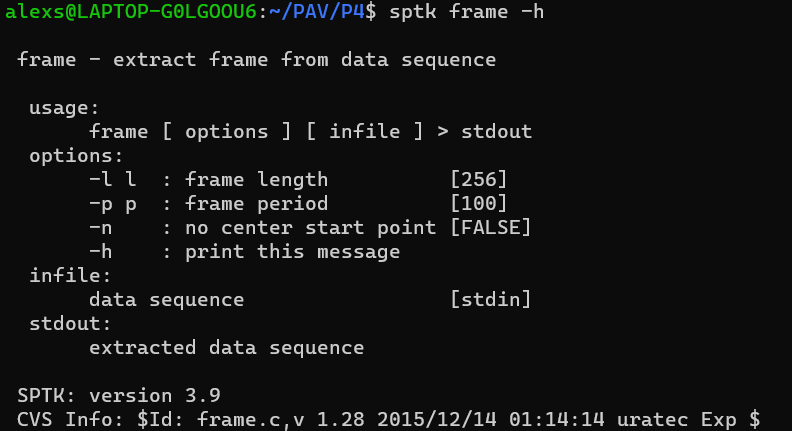 alexs@LAPTOP-G0LGOOU6:~/PAV/P4$ sptk frame -h
frame - extract frame from data sequence
usage:
frame [ options ] [ infile ] > stdout
options:
-l l : frame length [256]
-p p : frame period [100]
-n : no center start point [FALSE]
-h : print this message
infile:
data sequence [stdin]
stdout:
extracted data sequence
SPTK: version 3.9
CVS Info: $Id: frame.c,v 1.28 2015/12/14 01:14:14 uratec Exp $